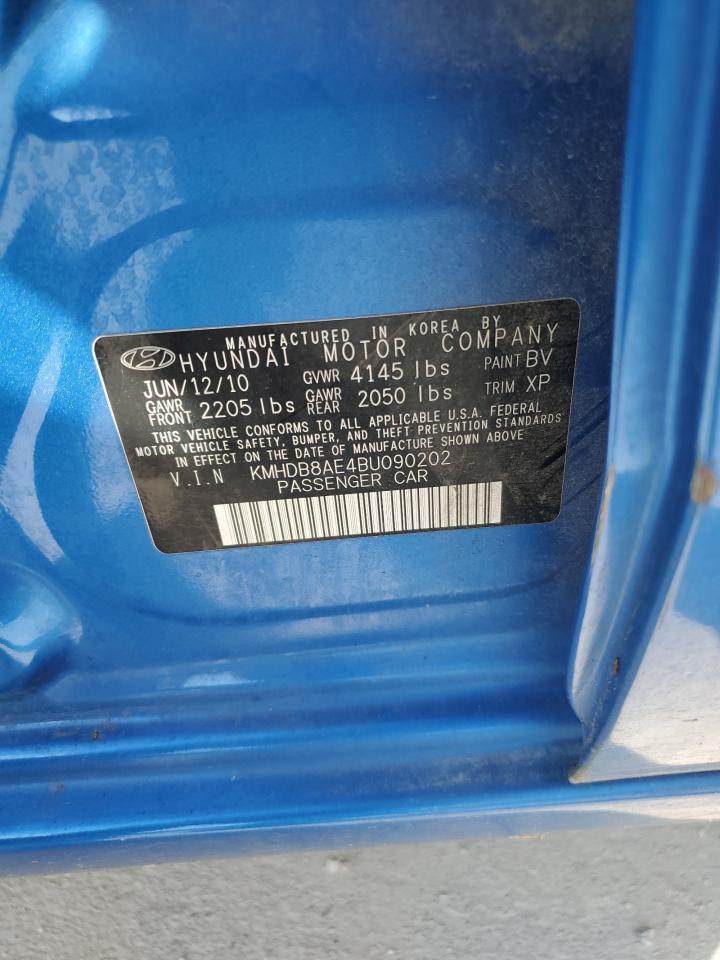 MANUFACTURED IN KOREA BY
HYUNDAI MOTOR COMPANY
JUN/12/10 GVWR 4145 lbs PAINT BV
GAWR FRONT 2205 lbs GAWR REAR 2050 lbs TRIM XP
THIS VEHICLE CONFORMS TO ALL APPLICABLE U.S.A. FEDERAL
MOTOR VEHICLE SAFETY, BUMPER, AND THEFT PREVENTION STANDARDS
IN EFFECT ON THE DATE OF MANUFACTURE SHOWN ABOVE
V.I.N KMHDB8AE4BU090202
PASSENGER CAR